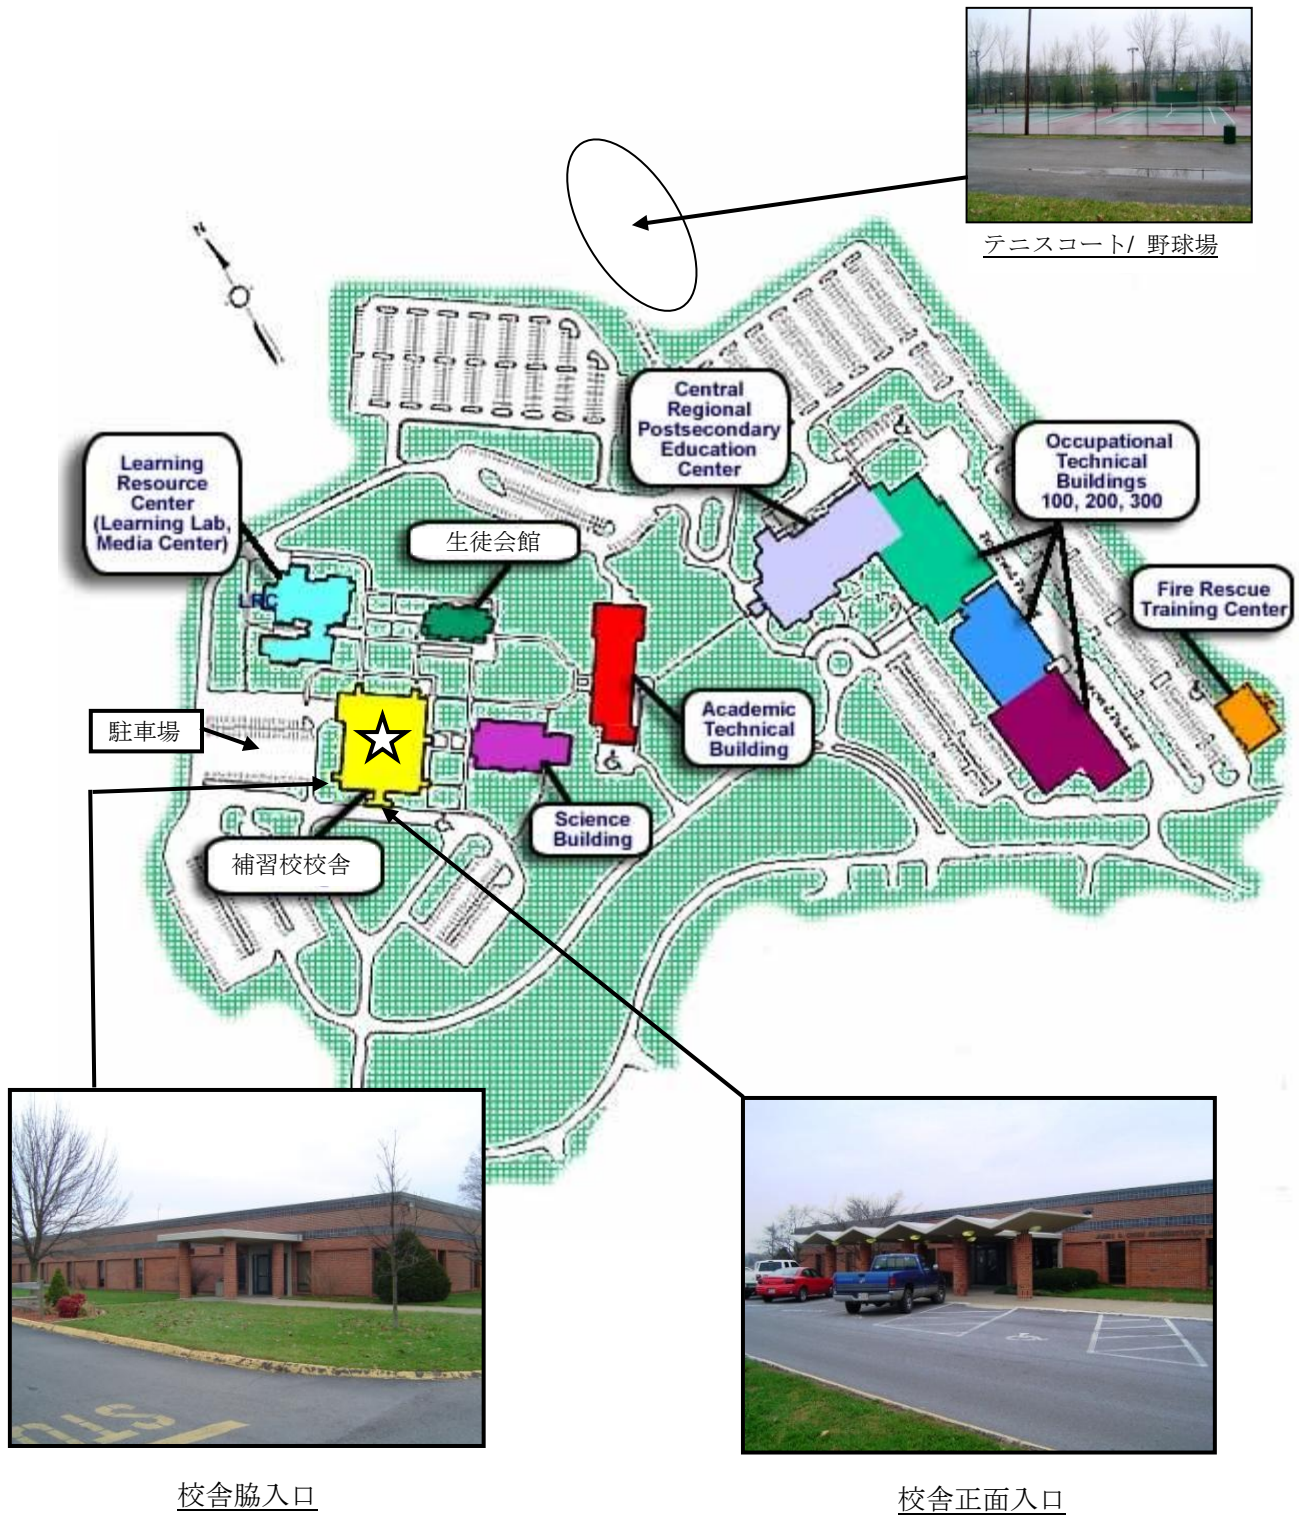 テニスコート/ 野球場
N
Central
Regional
Postsecondary
Education
Center
Occupational
Technical
Buildings
100, 200, 300
Learning
Resource
Center
(Learning Lab,
Media Center)
生徒会館
Fire Rescue
Training Center
LRC
駐車場
Academic
Technical
Building
Science
Building
補習校校舎
STO
校舎脇入口
校舎正面入口